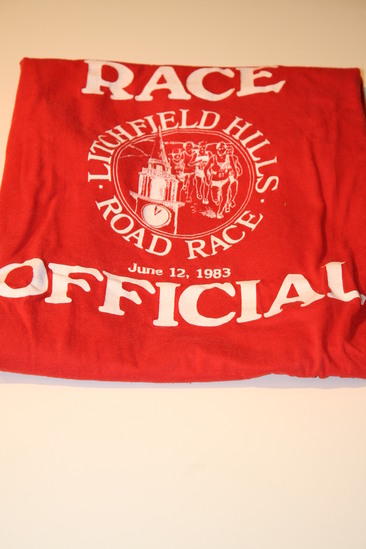 RACE
LITCHFIELD HILLS
· ROAD RACE ·
June 12, 1983
OFFICIAL